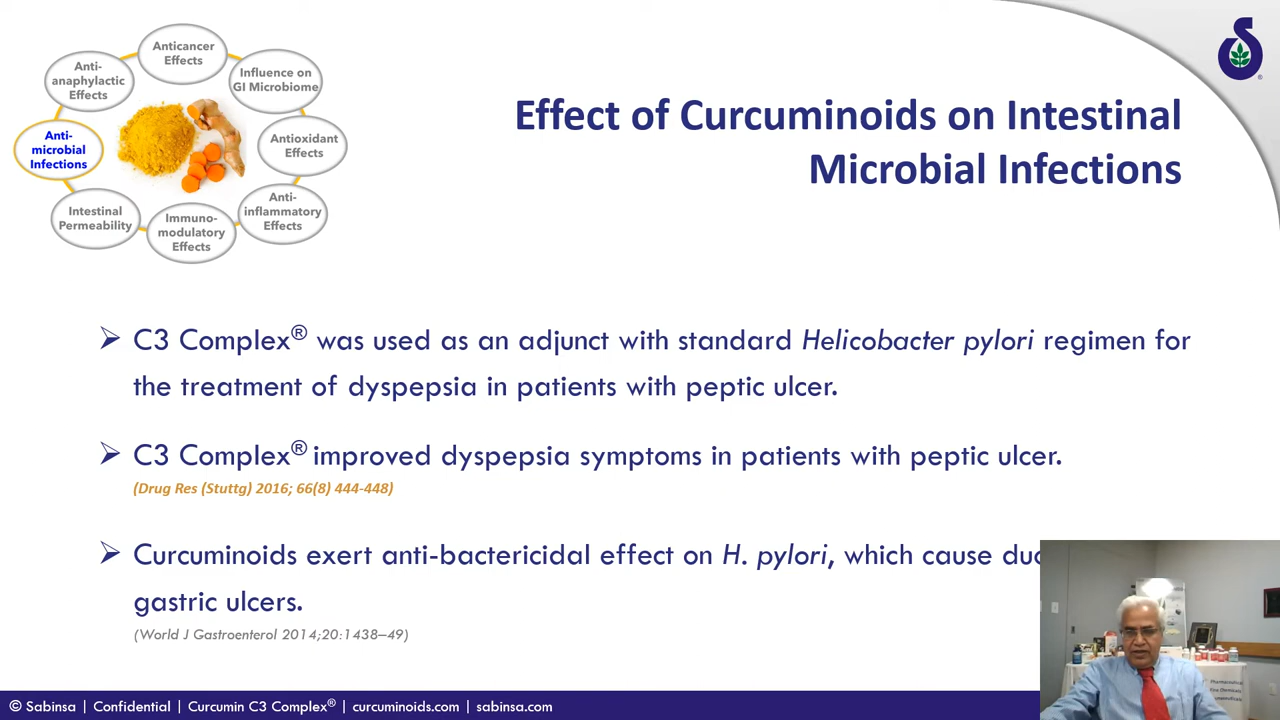 Anticancer
Effects
Anti-
anaphylactic
Effects
Influence on
GI Microbiome
Anti-
microbial
Infections
Antioxidant
Effects
Intestinal
Permeability
Immuno-
modulatory
Effects
Anti-
inflammatory
Effects
Effect of Curcuminoids on Intestinal
Microbial Infections
➢ C3 Complex® was used as an adjunct with standard Helicobacter pylori regimen for
the treatment of dyspepsia in patients with peptic ulcer.
➢ C3 Complex® improved dyspepsia symptoms in patients with peptic ulcer.
(Drug Res (Stuttg) 2016; 66(8) 444-448)
➢ Curcuminoids exert anti-bactericidal effect on H. pylori, which cause
gastric ulcers.
(World J Gastroenterol 2014;20:1438–49)
Pharmaceutical
Fine Chemicals
© Sabinsa | Confidential | Curcumin C3 Complex® | curcuminoids.com | sabinsa.com